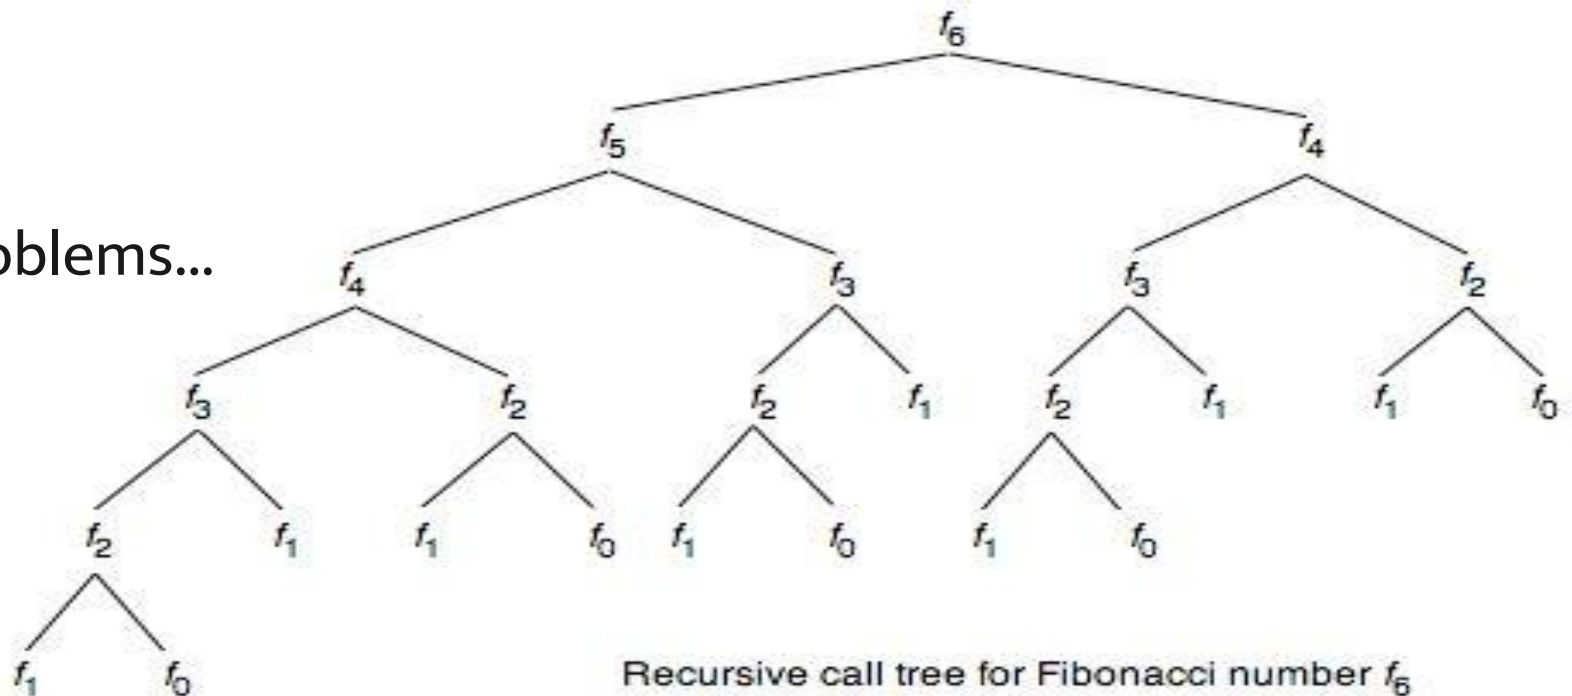 f6
f5 f4
oblems...
f4 f3 f3 f2
f3 f2 f2 f1 f2 f1 f1 f0
f2 f1 f1 f0 f1 f0 f1 f0
f1 f0
Recursive call tree for Fibonacci number f6